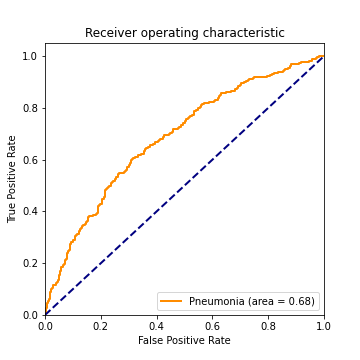 Receiver operating characteristic
True Positive Rate
1.0
0.8
0.6
0.4
0.2
0.0
Pneumonia (area = 0.68)
0.0 0.2 0.4 0.6 0.8 1.0
False Positive Rate